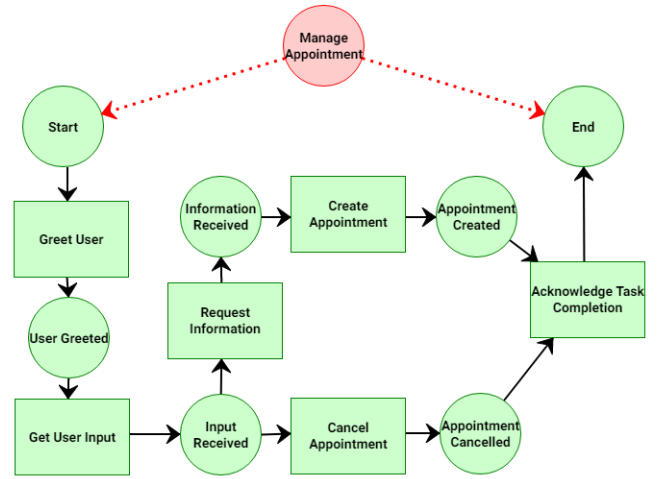 Manage
Appointment
Start
End
Information
Received
Create
Appointment
Appointment
Created
Greet User
Acknowledge Task
Completion
Request
Information
User Greeted
Get User Input
Input
Received
Cancel
Appointment
Appointment
Cancelled